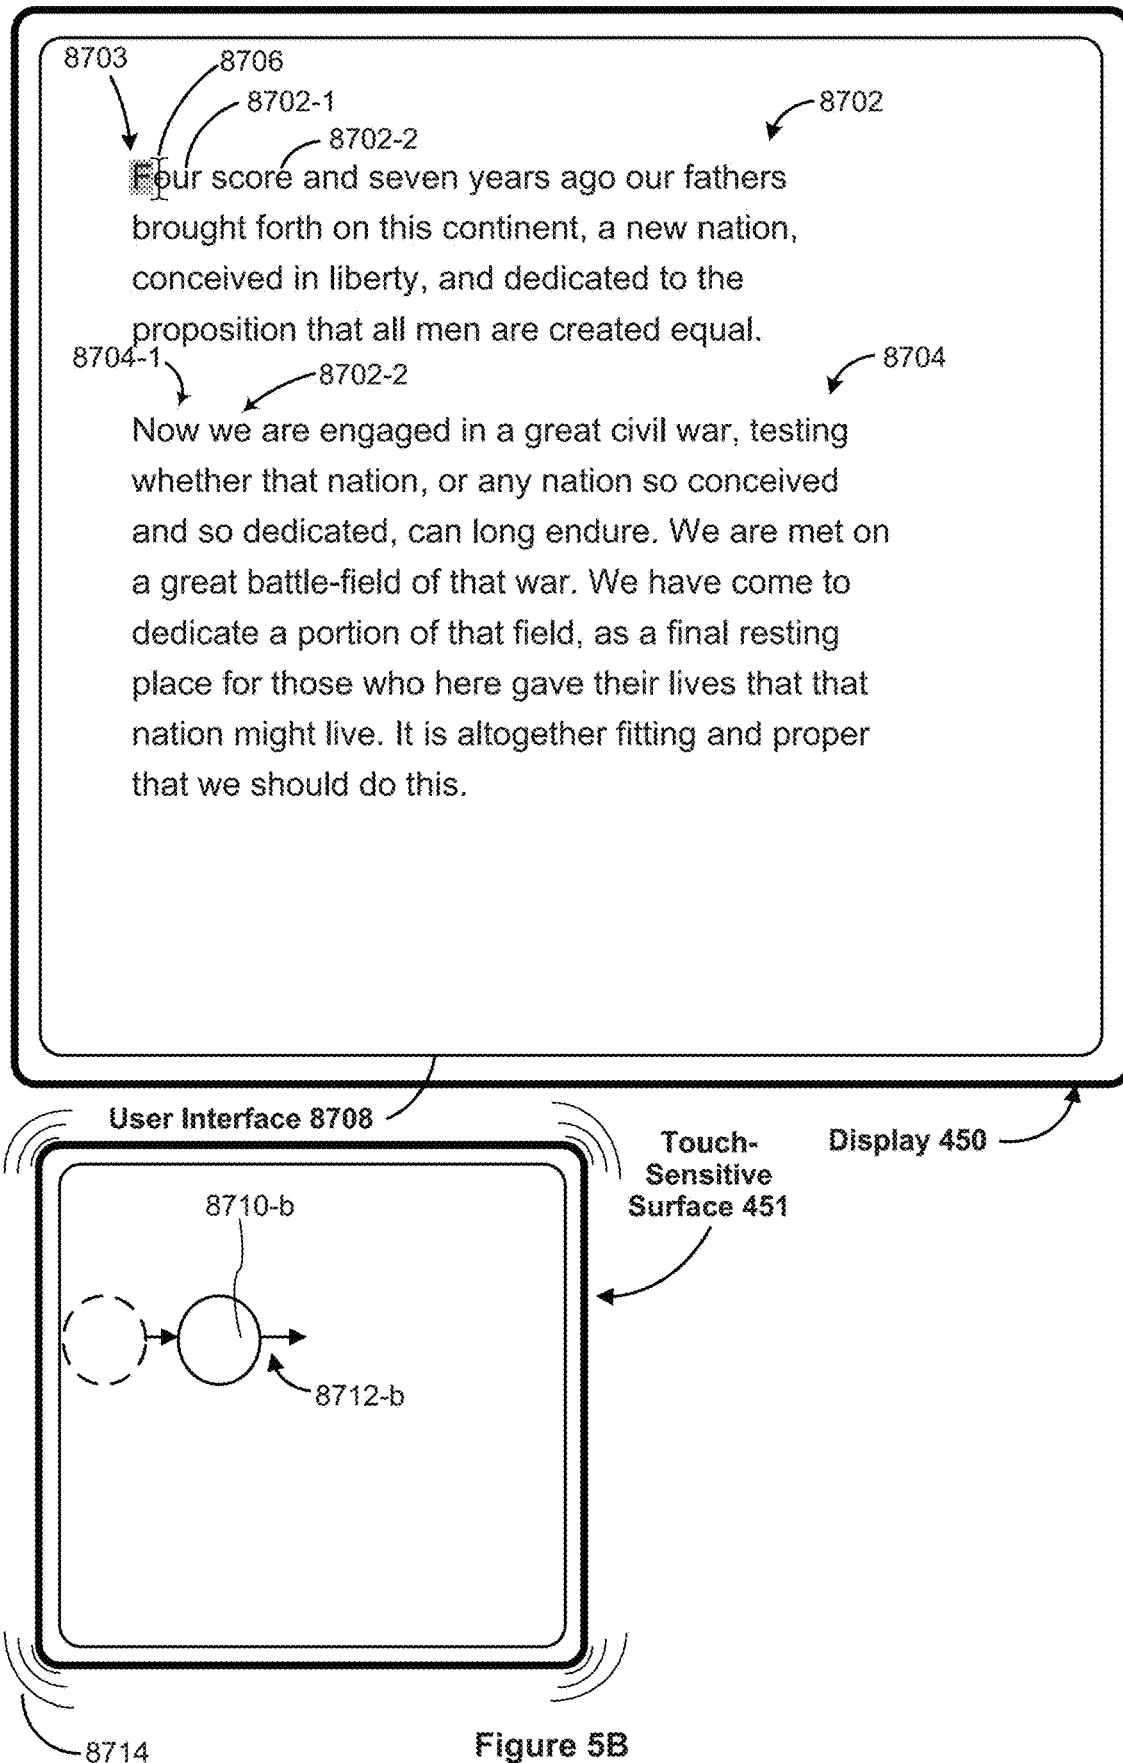 8703
8706
8702-1
8702
8702-2
Four score and seven years ago our fathers
brought forth on this continent, a new nation,
conceived in liberty, and dedicated to the
proposition that all men are created equal.
8704-1
8702-2
8704
Now we are engaged in a great civil war, testing
whether that nation, or any nation so conceived
and so dedicated, can long endure. We are met on
a great battle-field of that war. We have come to
dedicate a portion of that field, as a final resting
place for those who here gave their lives that that
nation might live. It is altogether fitting and proper
that we should do this.
User Interface 8708
Display 450
Touch-
Sensitive
Surface 451
8710-b
8712-b
8714
Figure 5B